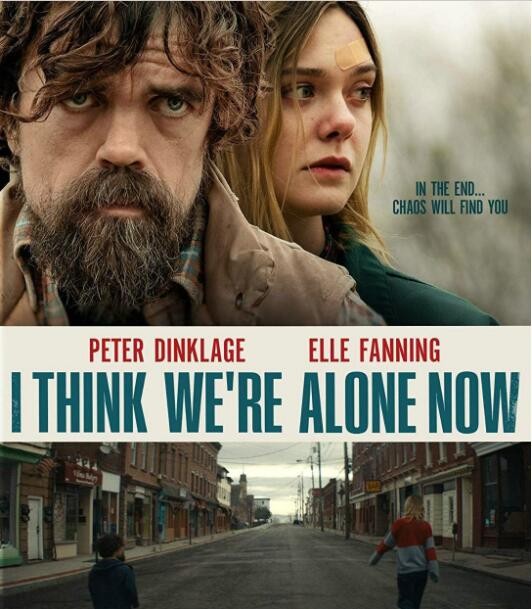 IN THE END...
CHAOS WILL FIND YOU
PETER DINKLAGE ELLE FANNING
I THINK WE'RE ALONE NOW